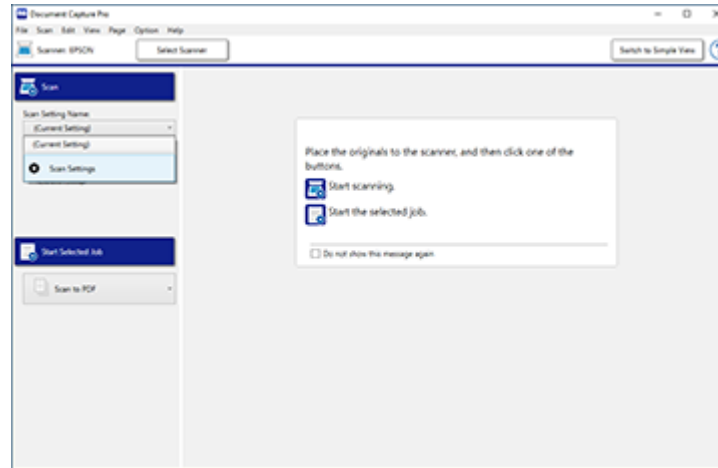 Document Capture Pro
File Scan Edit View Page Option Help
Scanner: EPSON
Select Scanner
Switch to Simple View
Scan
Scan Setting Name:
(Current Setting)
(Current Setting)
Scan Settings
Place the originals to the scanner, and then click one of the
buttons.
Start scanning.
Start the selected job.
Do not show this message again
Start Selected Job
Scan to PDF